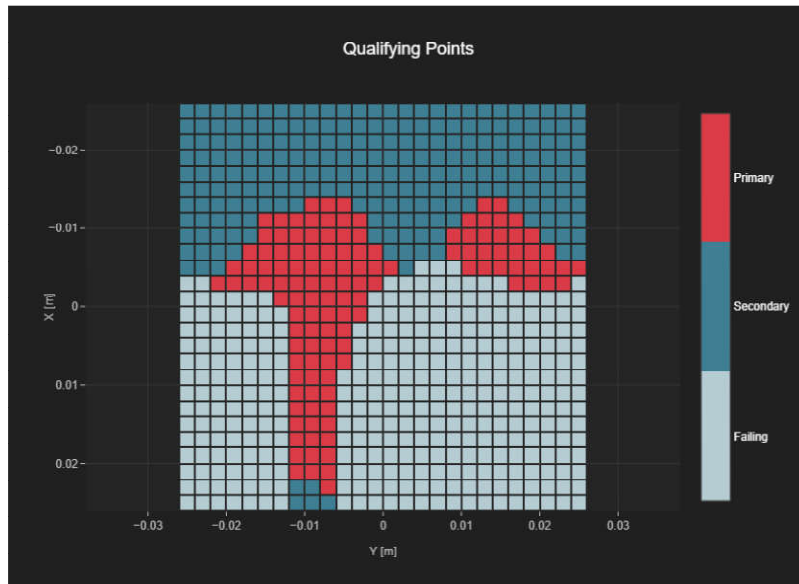 Qualifying Points
−0.02
−0.01
0
0.01
0.02
X [m]
−0.03
−0.02
−0.01
0
0.01
0.02
0.03
Y [m]
Primary
Secondary
Failing